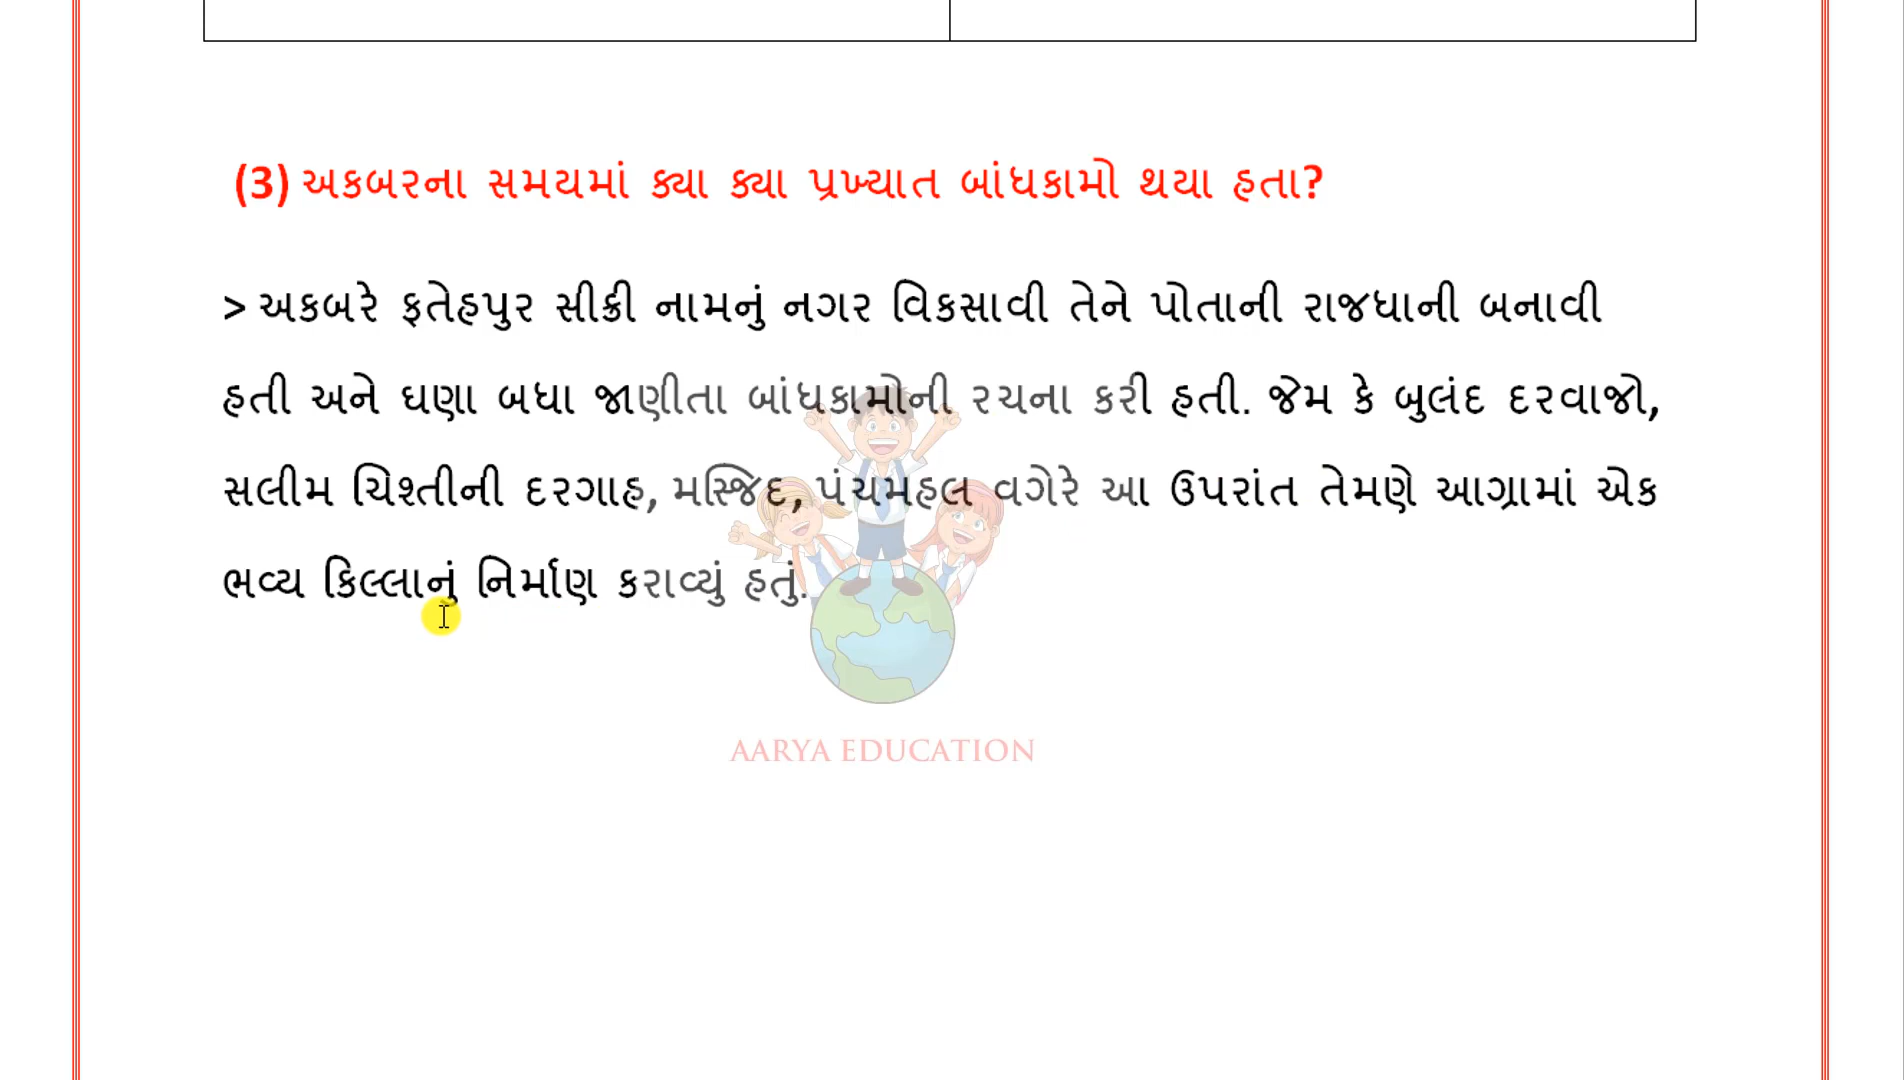 (3) અકબરના સમયમાં ક્યા ક્યા પ્રખ્યાત બાંધકામો થયા હતા?
> અકબરે ફતેહપુર સીક્રી નામનું નગર વિકસાવી તેને પોતાની રાજધાની બનાવી
હતી અને ઘણા બધા જાણીતા બાંધકામોની રચના કરી હતી. જેમ કે બુલંદ દરવાજો,
સલીમ ચિશ્તીની દરગાહ, મસ્જિદ, પંચમહલ વગેરે આ ઉપરાંત તેમણે આગ્રામાં એક
ભવ્ય કિલ્લાનું નિર્માણ કરાવ્યું હતું.
AARYA EDUCATION